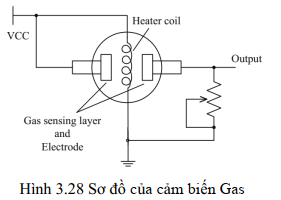 Heater coil
VCC
Output
Gas sensing layer
and
Electrode
Hình 3.28 Sơ đồ của cảm biến Gas